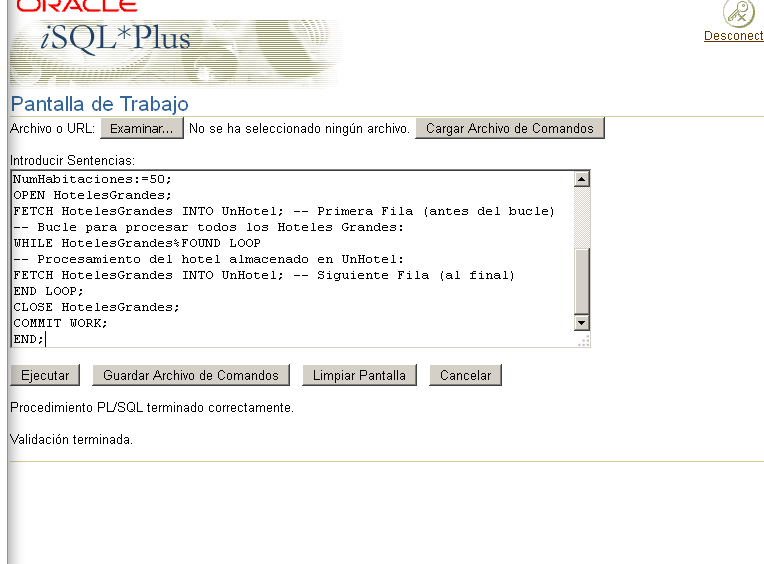 ORACLE
iSQL*Plus
Desconect
Pantalla de Trabajo
Archivo o URL: Examinar... No se ha seleccionado ningún archivo. Cargar Archivo de Comandos
Introducir Sentencias:
NumHabitaciones:=50;
OPEN HotelesGrandes;
FETCH HotelesGrandes INTO UnHotel; -- Primera Fila (antes del bucle)
-- Bucle para procesar todos los Hoteles Grandes:
WHILE HotelesGrandes%FOUND LOOP
-- Procesamiento del hotel almacenado en UnHotel:
FETCH HotelesGrandes INTO UnHotel; -- Siguiente Fila (al final)
END LOOP;
CLOSE HotelesGrandes;
COMMIT WORK;
END;
Ejecutar Guardar Archivo de Comandos Limpiar Pantalla Cancelar
Procedimiento PL/SQL terminado correctamente.
Validación terminada.